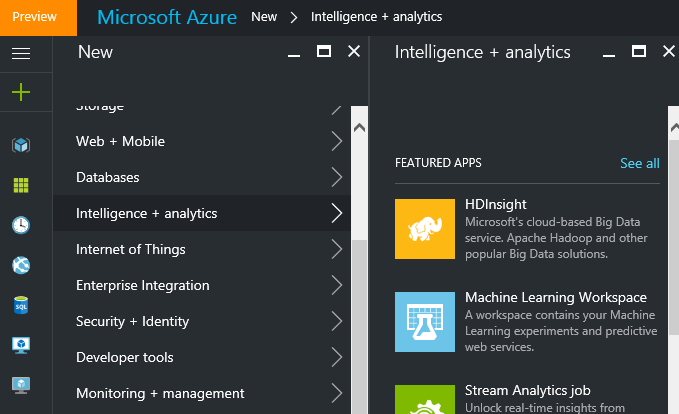 Preview
Microsoft Azure New > Intelligence + analytics
New
Storage
Web + Mobile
Databases
Intelligence + analytics
Internet of Things
Enterprise Integration
Security + Identity
Developer tools
Monitoring + management
Intelligence + analytics
FEATURED APPS
See all
HDInsight
Microsoft's cloud-based Big Data
service. Apache Hadoop and other
popular Big Data solutions.
Machine Learning Workspace
A workspace contains your Machine
Learning experiments and predictive
web services.
Stream Analytics job
Unlock real-time insights from
SQL